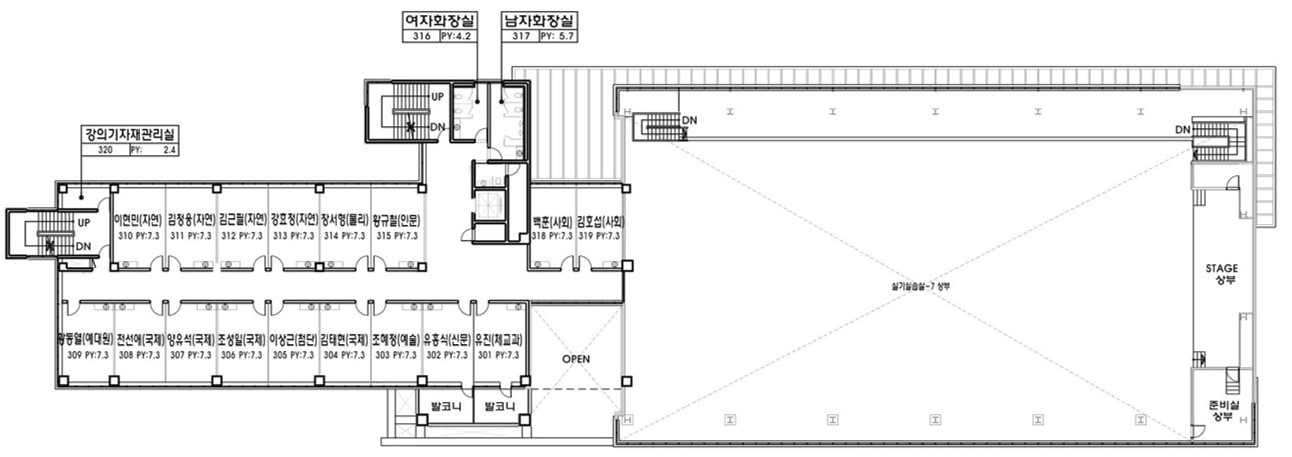 여자화장실
316 PY:4.2
남자화장실
317 PY: 5.7
강의기자재관리실
320 PY: 2.4
UP
DN
UP
DN
DN
DN
이현민(자연)
310 PY:7.3
김정웅(자연)
311 PY:7.3
김근필(자연)
312 PY:7.3
강효정(자연)
313 PY:7.3
장서형(물리)
314 PY:7.3
황규철(인문)
315 PY:7.3
백훈(사회)
318 PY:7.3
김호섭(사회)
319 PY:7.3
실기실습실-7 상부
STAGE
상부
동열(예대원)
309 PY:7.3
전선애(국제)
308 PY:7.3
양유석(국제)
307 PY:7.3
조성일(국제)
306 PY:7.3
이상근(첨단)
305 PY:7.3
김태현(국제)
304 PY:7.3
조혜정(예술)
303 PY:7.3
유홍식(신문)
302 PY:7.3
유진(체교과)
301 PY:7.3
OPEN
발코니
발코니
준비실
상부